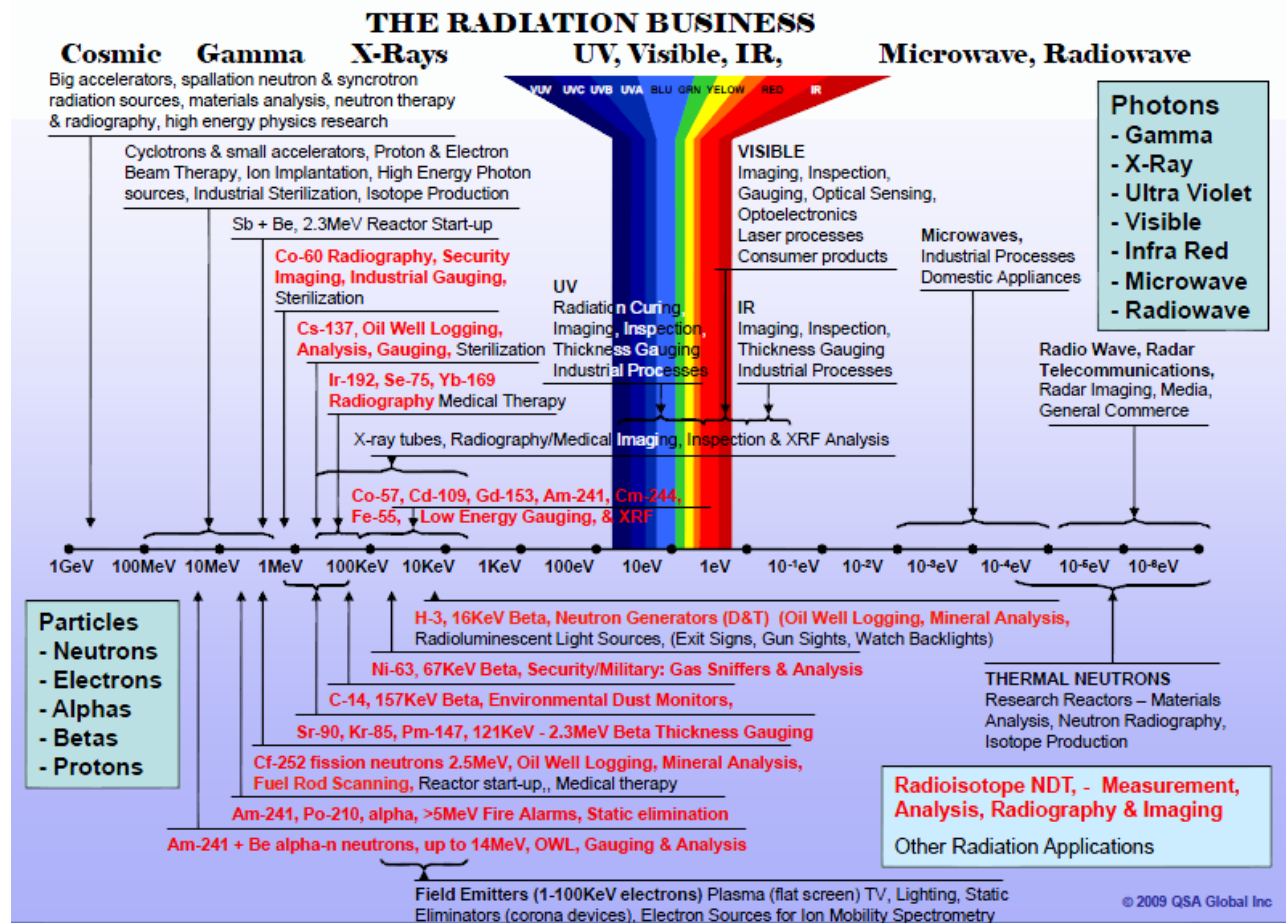 THE RADIATION BUSINESS
Cosmic Gamma X-Rays UV, Visible, IR, Microwave, Radiowave
Big accelerators, spallation neutron & syncrotron
radiation sources, materials analysis, neutron therapy
& radiography, high energy physics research
VUV UVC UVB UVA BLU GRN YELOW RED IR
Photons
- Gamma
- X-Ray
- Ultra Violet
- Visible
- Infra Red
- Microwave
- Radiowave
Cyclotrons & small accelerators, Proton & Electron
Beam Therapy, Ion Implantation, High Energy Photon
sources, Industrial Sterilization, Isotope Production
VISIBLE
Imaging, Inspection,
Gauging, Optical Sensing,
Optoelectronics
Laser processes
Consumer products
Sb + Be, 2.3MeV Reactor Start-up
Microwaves,
Industrial Processes
Domestic Appliances
Co-60 Radiography, Security
Imaging, Industrial Gauging,
Sterilization
UV
Radiation Curing,
Imaging, Inspection,
Thickness Gauging
Industrial Processes
IR
Imaging, Inspection,
Thickness Gauging
Industrial Processes
Cs-137, Oil Well Logging,
Analysis, Gauging, Sterilization
Radio Wave, Radar
Telecommunications,
Radar Imaging, Media,
General Commerce
Ir-192, Se-75, Yb-169
Radiography Medical Therapy
X-ray tubes, Radiography/Medical Imaging, Inspection & XRF Analysis
Co-57, Cd-109, Gd-153, Am-241, Cm-244,
Fe-55, Low Energy Gauging, & XRF
1GeV 100MeV 10MeV 1MeV 100KeV 10KeV 1KeV 100eV 10eV 1eV 10-¹eV 10-²eV 10-³eV 10-⁴eV 10-⁵eV 10-⁶eV
Particles
- Neutrons
- Electrons
- Alphas
- Betas
- Protons
H-3, 16KeV Beta, Neutron Generators (D&T) (Oil Well Logging, Mineral Analysis,
Radioluminescent Light Sources, (Exit Signs, Gun Sights, Watch Backlights)
Ni-63, 67KeV Beta, Security/Military: Gas Sniffers & Analysis
C-14, 157KeV Beta, Environmental Dust Monitors,
Sr-90, Kr-85, Pm-147, 121KeV - 2.3MeV Beta Thickness Gauging
Cf-252 fission neutrons 2.5MeV, Oil Well Logging, Mineral Analysis,
Fuel Rod Scanning, Reactor start-up,, Medical therapy
Am-241, Po-210, alpha, >5MeV Fire Alarms, Static elimination
Am-241 + Be alpha-n neutrons, up to 14MeV, OWL, Gauging & Analysis
THERMAL NEUTRONS
Research Reactors – Materials
Analysis, Neutron Radiography,
Isotope Production
Radioisotope NDT, - Measurement,
Analysis, Radiography & Imaging
Other Radiation Applications
Field Emitters (1-100KeV electrons) Plasma (flat screen) TV, Lighting, Static
Eliminators (corona devices), Electron Sources for Ion Mobility Spectrometry
© 2009 QSA Global Inc